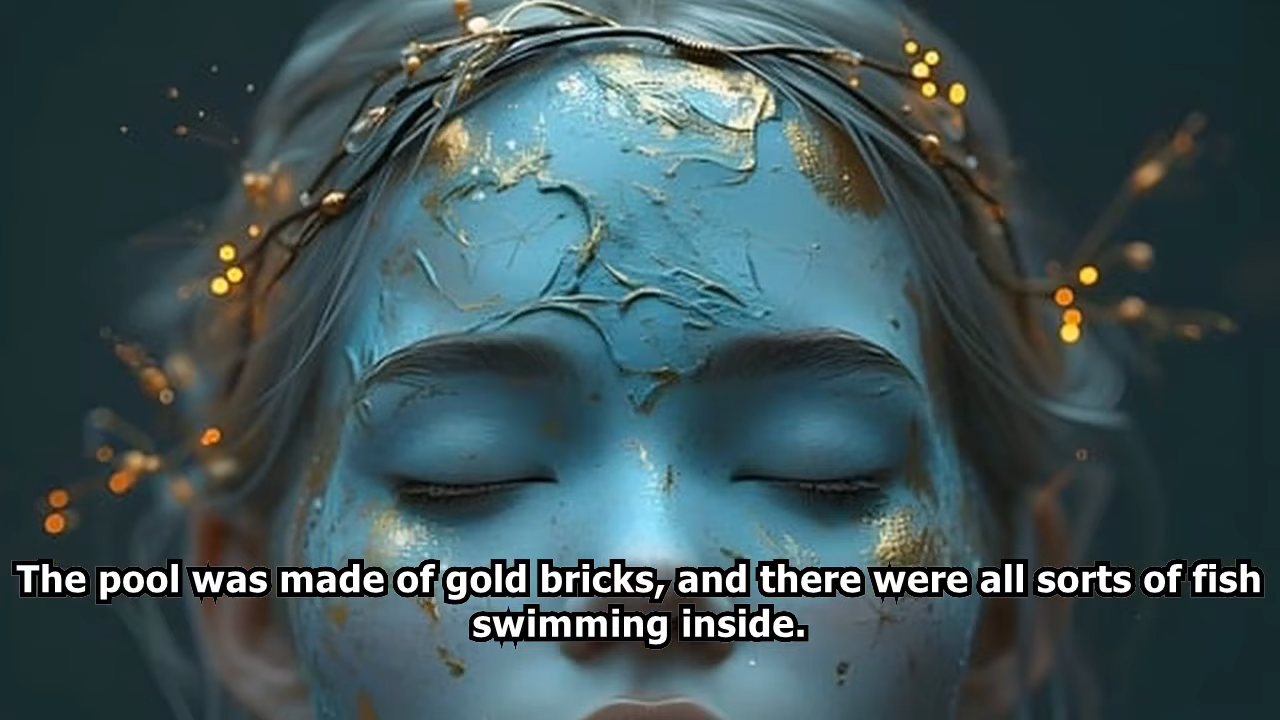 The pool was made of gold bricks, and there were all sorts of fish
swimming inside.